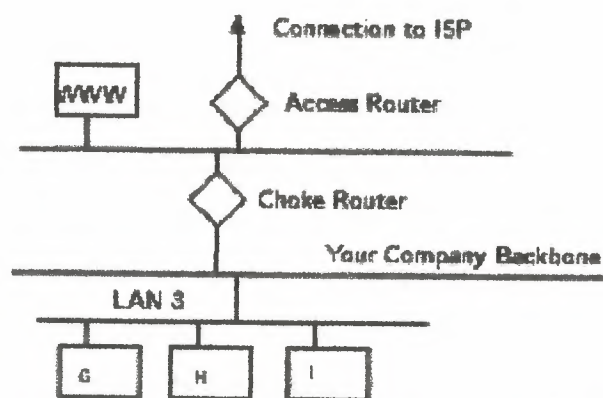 Connection to ISP
WWW
Access Router
Choke Router
Your Company Backbone
LAN 3
G H I